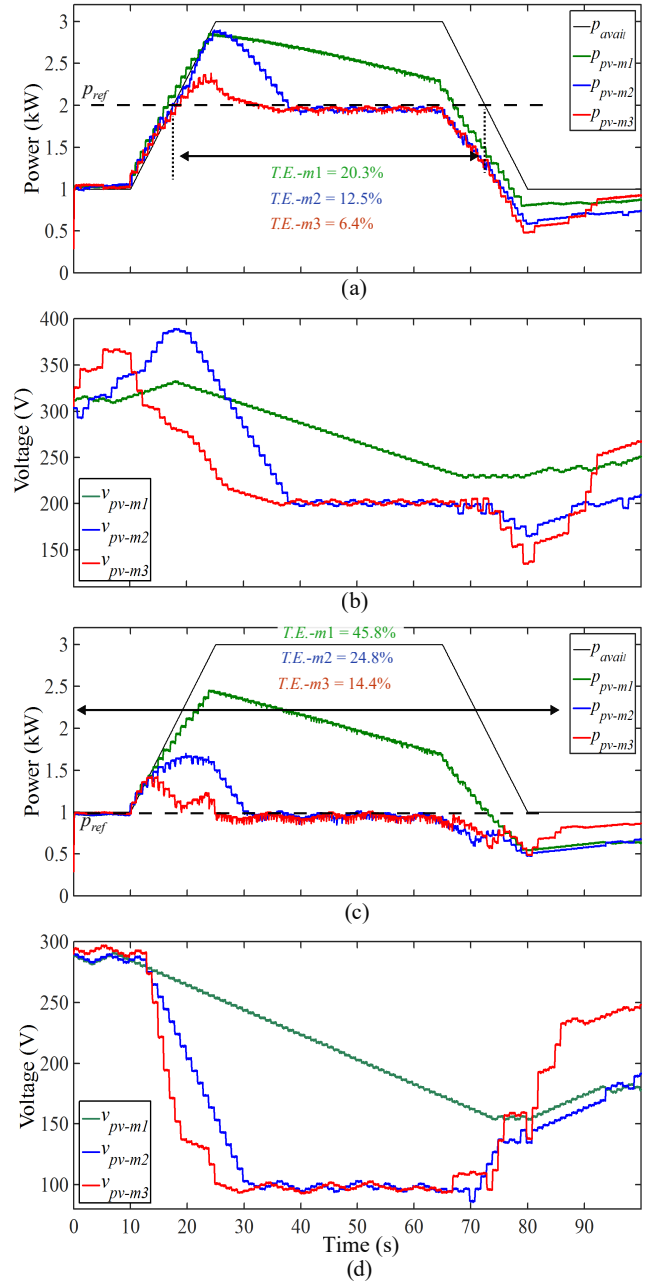 3
2.5
2
1.5
1
0.5
0
Power (kW)
p_ref
p_avail
p_pv-m1
p_pv-m2
p_pv-m3
T.E.-m1 = 20.3%
T.E.-m2 = 12.5%
T.E.-m3 = 6.4%
(a)
400
350
300
250
200
150
Voltage (V)
v_pv-m1
v_pv-m2
v_pv-m3
(b)
T.E.-m1 = 45.8%
T.E.-m2 = 24.8%
T.E.-m3 = 14.4%
3
2.5
2
1.5
1
0.5
0
Power (kW)
p_ref
p_avail
p_pv-m1
p_pv-m2
p_pv-m3
(c)
300
250
200
150
100
Voltage (V)
v_pv-m1
v_pv-m2
v_pv-m3
0 10 20 30 40 50 60 70 80 90
Time (s)
(d)